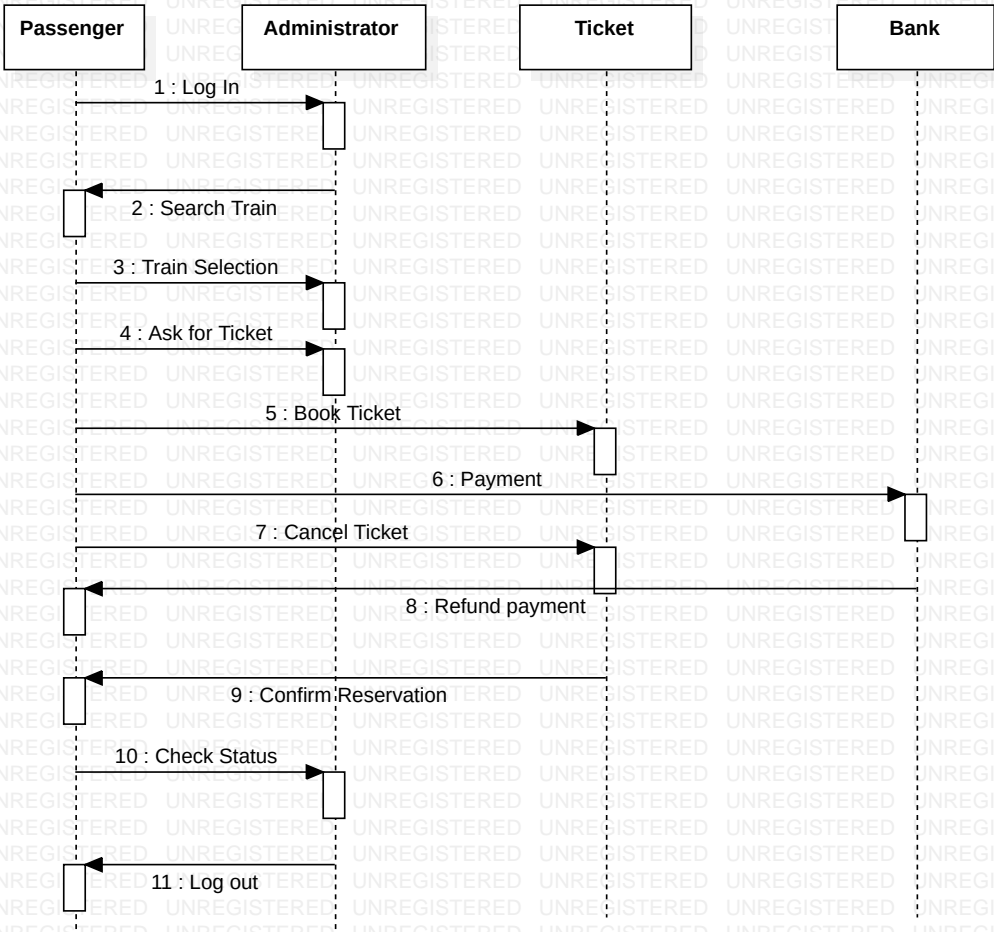 Passenger
Administrator
Ticket
Bank
1 : Log In
2 : Search Train
3 : Train Selection
4 : Ask for Ticket
5 : Book Ticket
6 : Payment
7 : Cancel Ticket
8 : Refund payment
9 : Confirm Reservation
10 : Check Status
11 : Log out
UNREGISTERED